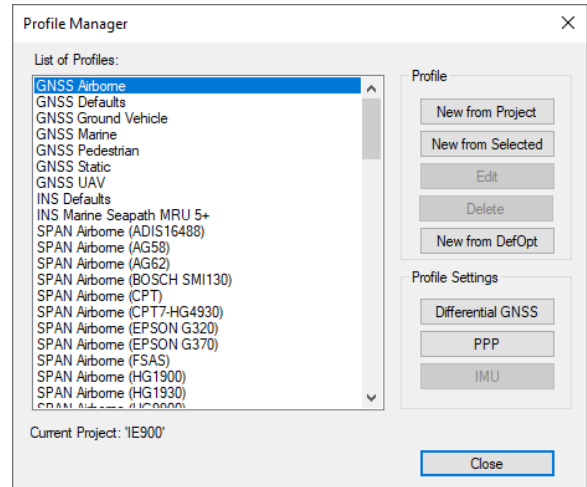 Profile Manager
List of Profiles:
GNSS Airborne
GNSS Defaults
GNSS Ground Vehicle
GNSS Marine
GNSS Pedestrian
GNSS Static
GNSS UAV
INS Defaults
INS Marine Seapath MRU 5+
SPAN Airborne (ADIS16488)
SPAN Airborne (AG58)
SPAN Airborne (AG62)
SPAN Airborne (BOSCH SMI130)
SPAN Airborne (CPT)
SPAN Airborne (CPT7-HG4930)
SPAN Airborne (EPSON G320)
SPAN Airborne (EPSON G370)
SPAN Airborne (FSAS)
SPAN Airborne (HG1900)
SPAN Airborne (HG1930)
SPAN Airborne (HG9900)
Profile
New from Project
New from Selected
Edit
Delete
New from DefOpt
Profile Settings
Differential GNSS
PPP
IMU
Current Project: 'IE900'
Close